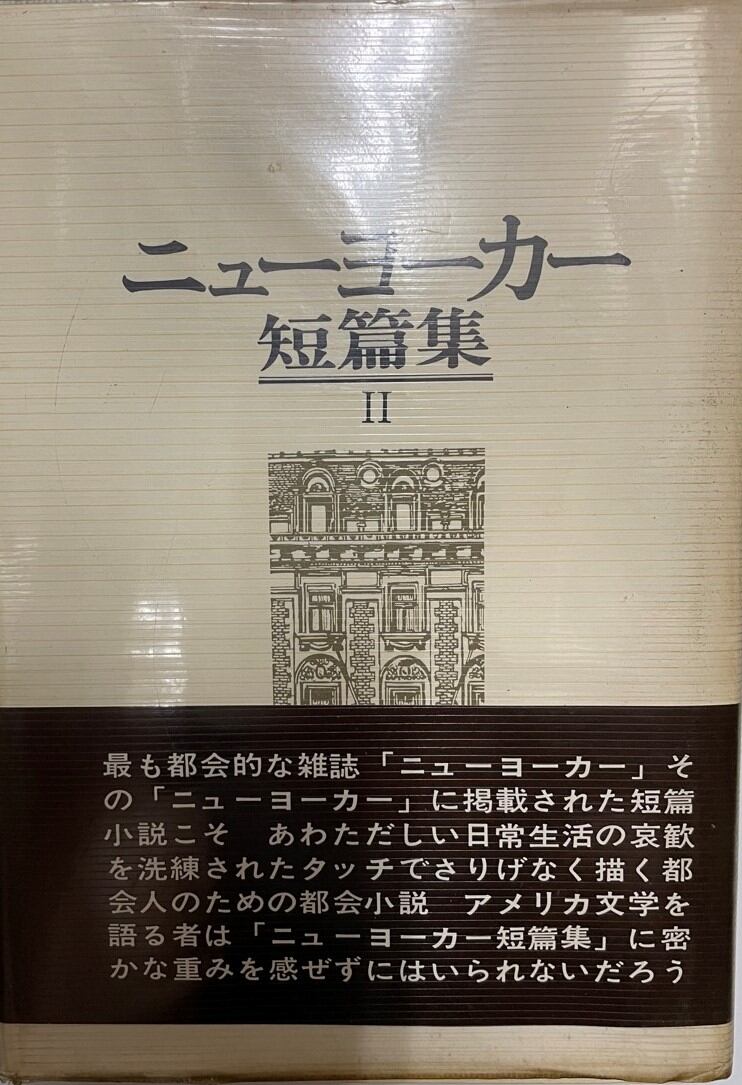 ニューヨーカー
短篇集
II
最も都会的な雑誌「ニューヨーカー」そ
の「ニューヨーカー」に掲載された短篇
小説こそ　あわただしい日常生活の哀歓
を洗練されたタッチでさりげなく描く都
会人のための都会小説　アメリカ文学を
語る者は「ニューヨーカー短篇集」に密
かな重みを感ぜずにはいられないだろう